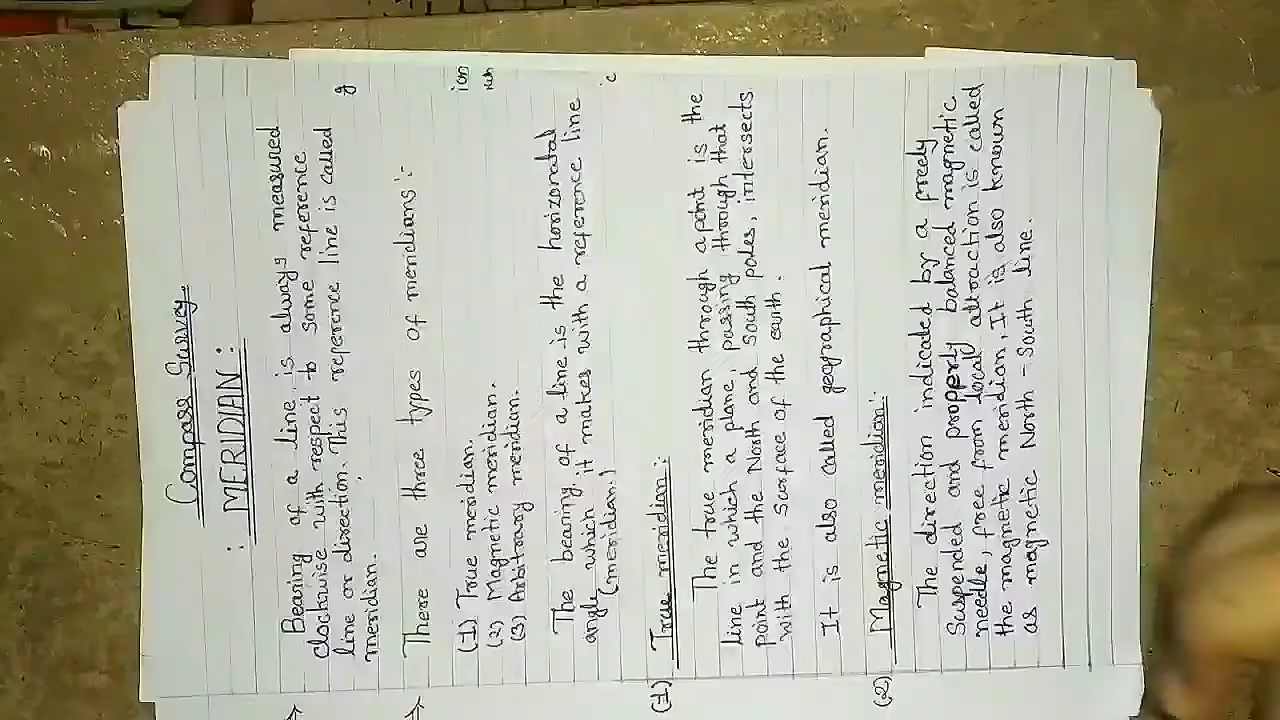 Compass Survey
: MERIDIAN :
→ Bearing of a line is always measured
clockwise with respect to some reference
line or direction. This reference line is called
meridian.
→ There are three types of meridians :-
(1) True meridian.
(2) Magnetic meridian.
(3) Arbitrary meridian.
The bearing of a line is the horizonatal
angle which it makes with a reference line
(meridian.)
(1) True meridian :-
The true meridian through a point is the
line in which a plane, passing through that
point and the North and South poles, intersects
with the surface of the earth.
It is also called geographical meridian.
(2) Magnetic meridian :-
The direction indicated by a freely
suspended and propperly balanced magnetic
needle, free from local attraction is called
the magnetic meridian, It is also known
as magnetic North - South line.